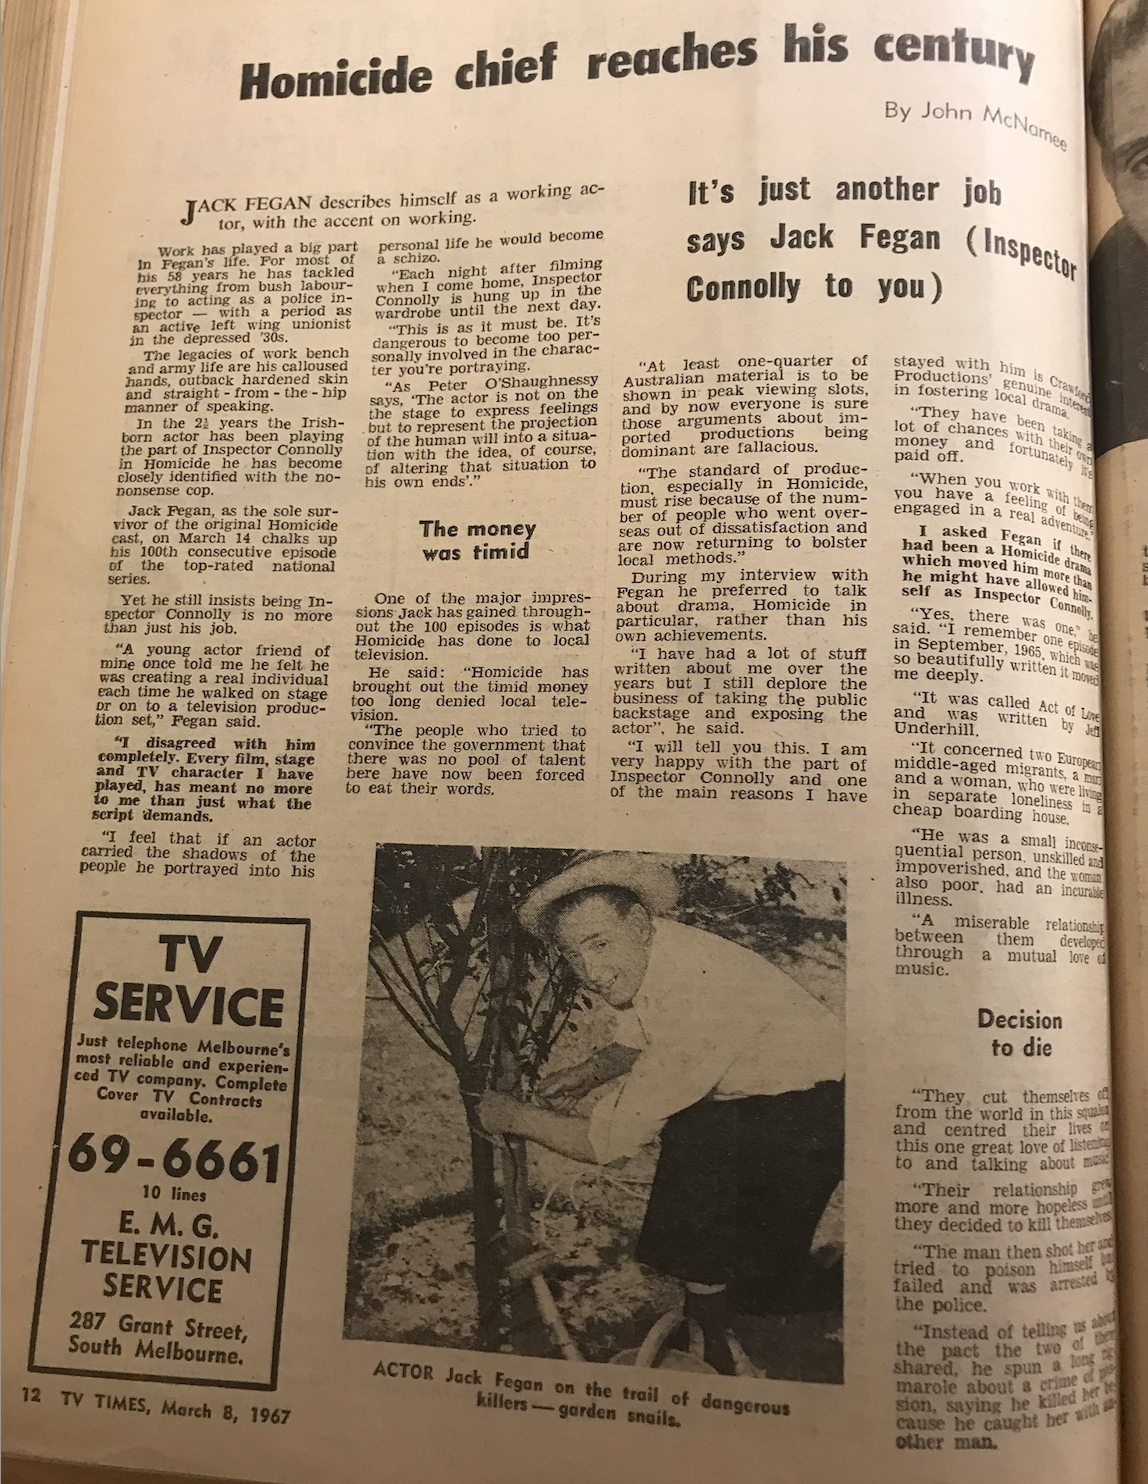 Homicide chief reaches his century
By John McNamee
It's just another job
says Jack Fegan (Inspector
Connolly to you)
JACK FEGAN describes himself as a working ac-
tor, with the accent on working.
Work has played a big part
in Fegan's life. For most of
his 58 years he has tackled
everything from bush labour-
ing to acting as a police in-
spector — with a period as
an active left wing unionist
in the depressed '30s.
The legacies of work bench
and army life are his calloused
hands, outback hardened skin
and straight - from - the - hip
manner of speaking.
In the 2½ years the Irish-
born actor has been playing
the part of Inspector Connolly
in Homicide he has become
closely identified with the no-
nonsense cop.
Jack Fegan, as the sole sur-
vivor of the original Homicide
cast, on March 14 chalks up
his 100th consecutive episode
of the top-rated national
series.
Yet he still insists being In-
spector Connolly is no more
than just his job.
"A young actor friend of
mine once told me he felt he
was creating a real individual
each time he walked on stage
or on to a television produc-
tion set," Fegan said.
"I disagreed with him
completely. Every film, stage
and TV character I have
played, has meant no more
to me than just what the
script demands.
"I feel that if an actor
carried the shadows of the
people he portrayed into his
personal life he would become
a schizo.
"Each night after filming
when I come home, Inspector
Connolly is hung up in the
wardrobe until the next day.
"This is as it must be. It's
dangerous to become too per-
sonally involved in the charac-
ter you're portraying.
"As Peter O'Shaughnessy
says, 'The actor is not on the
the stage to express feelings
but to represent the projection
of the human will into a situa-
tion with the idea, of course,
of altering that situation to
his own ends'."
The money
was timid
One of the major impres-
sions Jack has gained through-
out the 100 episodes is what
Homicide has done to local
television.
He said: "Homicide has
brought out the timid money
too long denied local tele-
vision.
"The people who tried to
convince the government that
there was no pool of talent
here have now been forced
to eat their words.
"At least one-quarter of
Australian material is to be
shown in peak viewing slots,
and by now everyone is sure
those arguments about im-
ported productions being
dominant are fallacious.
"The standard of produc-
tion, especially in Homicide,
must rise because of the num-
ber of people who went over-
seas out of dissatisfaction and
are now returning to bolster
local methods."
During my interview with
Fegan he preferred to talk
about drama, Homicide in
particular, rather than his
own achievements.
"I have had a lot of stuff
written about me over the
years but I still deplore the
business of taking the public
backstage and exposing the
actor", he said.
"I will tell you this. I am
very happy with the part of
Inspector Connolly and one
of the main reasons I have
stayed with him is Crawford
Productions' genuine interest
in fostering local drama.
"They have been taking a
lot of chances with their own
money and fortunately it's
paid off.
"When you work with them
you have a feeling of being
engaged in a real adventure."
I asked Fegan if there
had been a Homicide drama
which moved him more than
he might have allowed him-
self as Inspector Connolly.
"Yes, there was one," he
said. "I remember one episode
in September, 1965, which was
so beautifully written it moved
me deeply.
"It was called Act of Love
and was written by Jeff
Underhill.
"It concerned two European
middle-aged migrants, a man
and a woman, who were living
in separate loneliness in a
cheap boarding house.
"He was a small inconse-
quential person, unskilled and
impoverished, and the woman
also poor, had an incurable
illness.
"A miserable relationship
between them developed
through a mutual love of
music.
Decision
to die
"They cut themselves off
from the world in this squalor
and centred their lives on
this one great love of listening
to and talking about music
"Their relationship grew
more and more hopeless until
they decided to kill themselves.
"The man then shot her and
tried to poison himself but
failed and was arrested by
the police.
"Instead of telling us about
the pact the two of them
shared, he spun a long rig-
marole about a crime of pas-
sion, saying he killed her be-
cause he caught her with an-
other man.
ACTOR Jack Fegan on the trail of dangerous
killers — garden snails.
TV
SERVICE
Just telephone Melbourne's
most reliable and experien-
ced TV company. Complete
Cover TV Contracts
available.
69-6661
10 lines
E. M. G.
TELEVISION
SERVICE
287 Grant Street,
South Melbourne.
12 TV TIMES, March 8, 1967